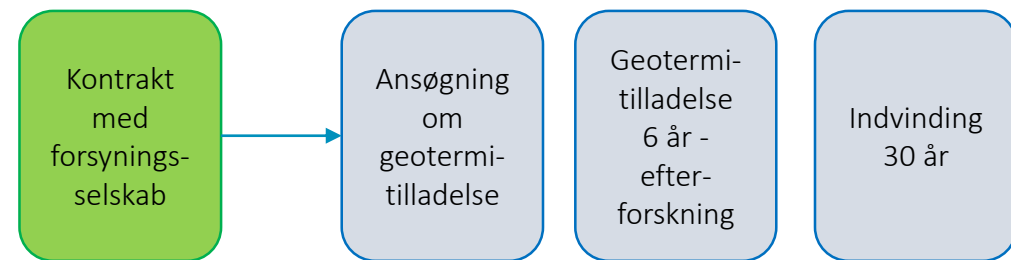 Kontrakt
med
forsynings-
selskab
Ansøgning
om
geotermi-
tilladelse
Geotermi-
tilladelse
6 år -
efter-
forskning
Indvinding
30 år